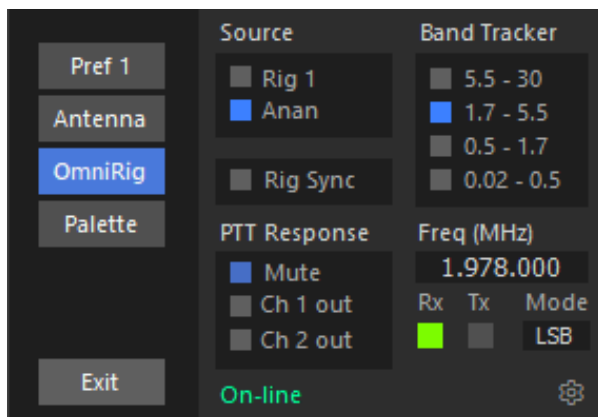 Pref 1
Antenna
OmniRig
Palette
Exit
Source
Rig 1
Anan
Rig Sync
PTT Response
Mute
Ch 1 out
Ch 2 out
On-line
Band Tracker
5.5 - 30
1.7 - 5.5
0.5 - 1.7
0.02 - 0.5
Freq (MHz)
1.978.000
Rx Tx Mode
LSB